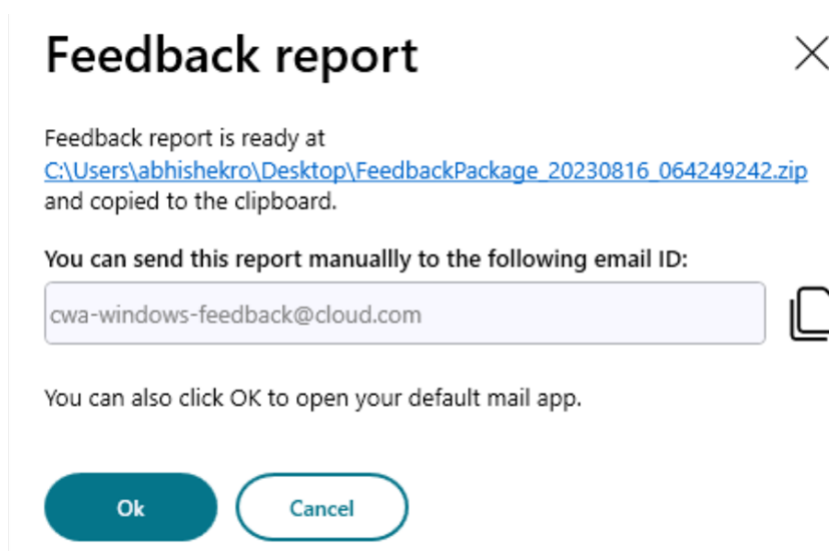 Feedback report
Feedback report is ready at
C:\Users\abhishekro\Desktop\FeedbackPackage_20230816_064249242.zip
and copied to the clipboard.
You can send this report manuallly to the following email ID:
cwa-windows-feedback@cloud.com
You can also click OK to open your default mail app.
Ok
Cancel